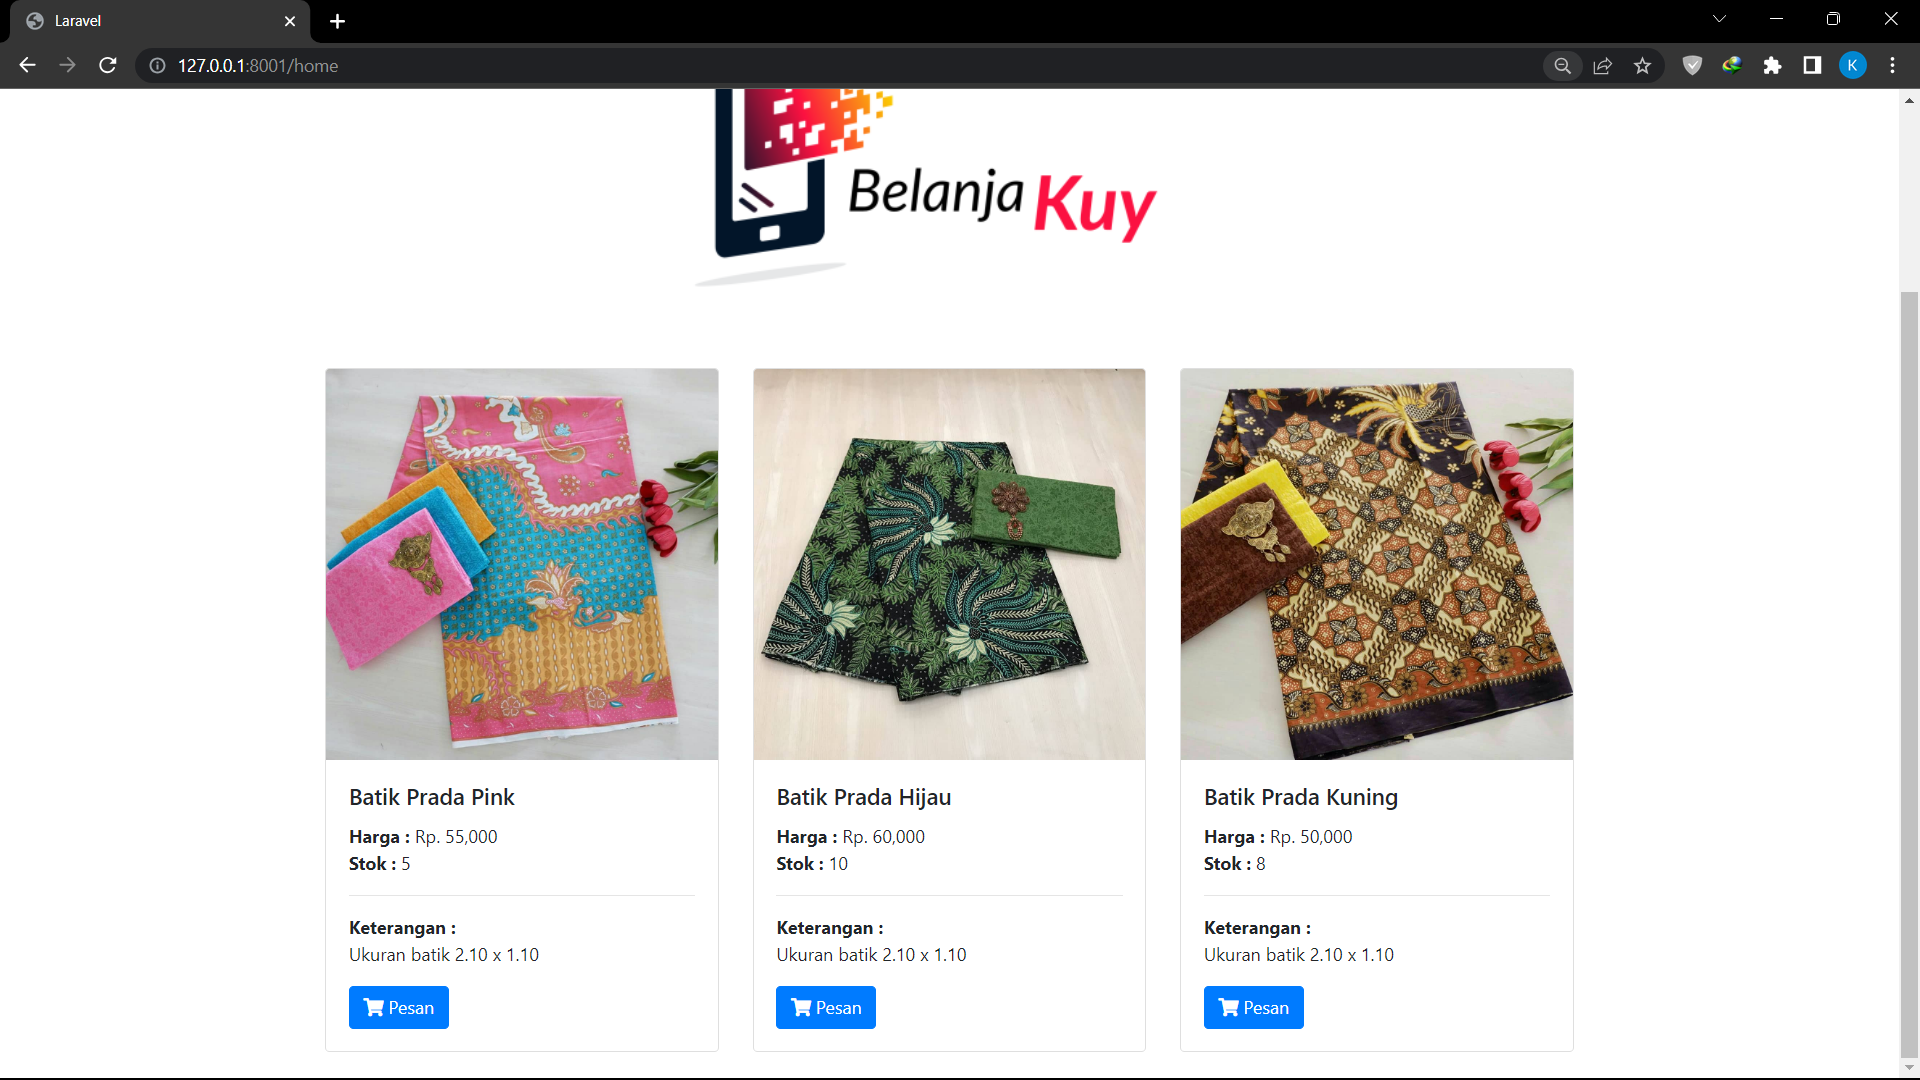 Laravel
127.0.0.1:8001/home
K
Belanja Kuy
Batik Prada Pink
Harga : Rp. 55,000
Stok : 5
Keterangan :
Ukuran batik 2.10 x 1.10
Pesan
Batik Prada Hijau
Harga : Rp. 60,000
Stok : 10
Keterangan :
Ukuran batik 2.10 x 1.10
Pesan
Batik Prada Kuning
Harga : Rp. 50,000
Stok : 8
Keterangan :
Ukuran batik 2.10 x 1.10
Pesan